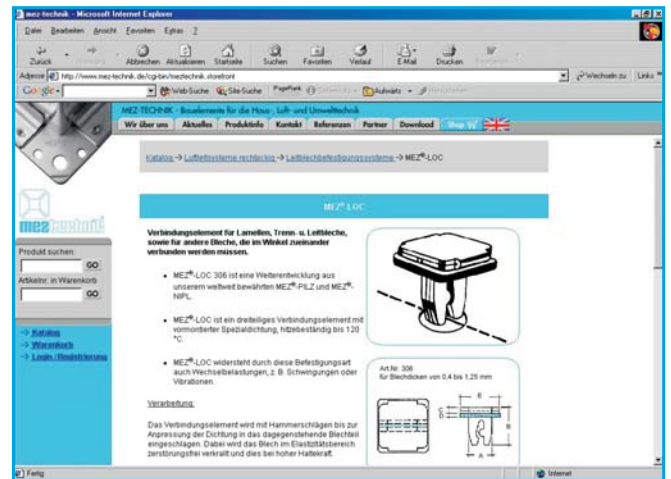 mez-technik - Microsoft Internet Explorer
Datei Bearbeiten Ansicht Favoriten Extras ?
Zurück Abbrechen Aktualisieren Startseite Suchen Favoriten Verlauf E-Mail Drucken
Adresse http://www.mez-technik.de/cgi-bin/meztechnik.storefront Wechseln zu Links »
Google Web-Suche Site-Suche PageRank Aufwärts
MEZ-TECHNIK - Bauelemente für die Haus-, Luft- und Umwelttechnik
Wir über uns Aktuelles Produktinfo Kontakt Referenzen Partner Download Shop
Katalog -> Luftleitsysteme rechteckig -> Leitblechbefestigungssysteme -> MEZ®-LOC
MEZ® LOC
mez technik
Produkt suchen:
GO
Artikelnr. in Warenkorb:
GO
-> Katalog
-> Warenkorb
-> Login / Registrierung
Verbindungselement für Lamellen, Trenn- u. Leitbleche,
sowie für andere Bleche, die im Winkel zueinander
verbunden werden müssen.
• MEZ®-LOC 306 ist eine Weiterentwicklung aus
unserem weltweit bewährten MEZ®-PILZ und MEZ®-
NIPL.
• MEZ®-LOC ist ein dreiteiliges Verbindungselement mit
vormontierter Spezialdichtung, hitzebeständig bis 120
°C.
• MEZ®-LOC widersteht durch diese Befestigungsart
auch Wechselbelastungen, z. B. Schwingungen oder
Vibrationen.
Verarbeitung:
Das Verbindungselement wird mit Hammerschlägen bis zur
Anpressung der Dichtung in das dagegenstehende Blechteil
eingeschlagen. Dabei wird das Blech im Elastizitätsbereich
zerstörungsfrei verkrallt und dies bei hoher Haltekraft.
Art.Nr. 306
für Blechdicken von 0,4 bis 1,25 mm
E
C
D
B
A
Fertig Internet